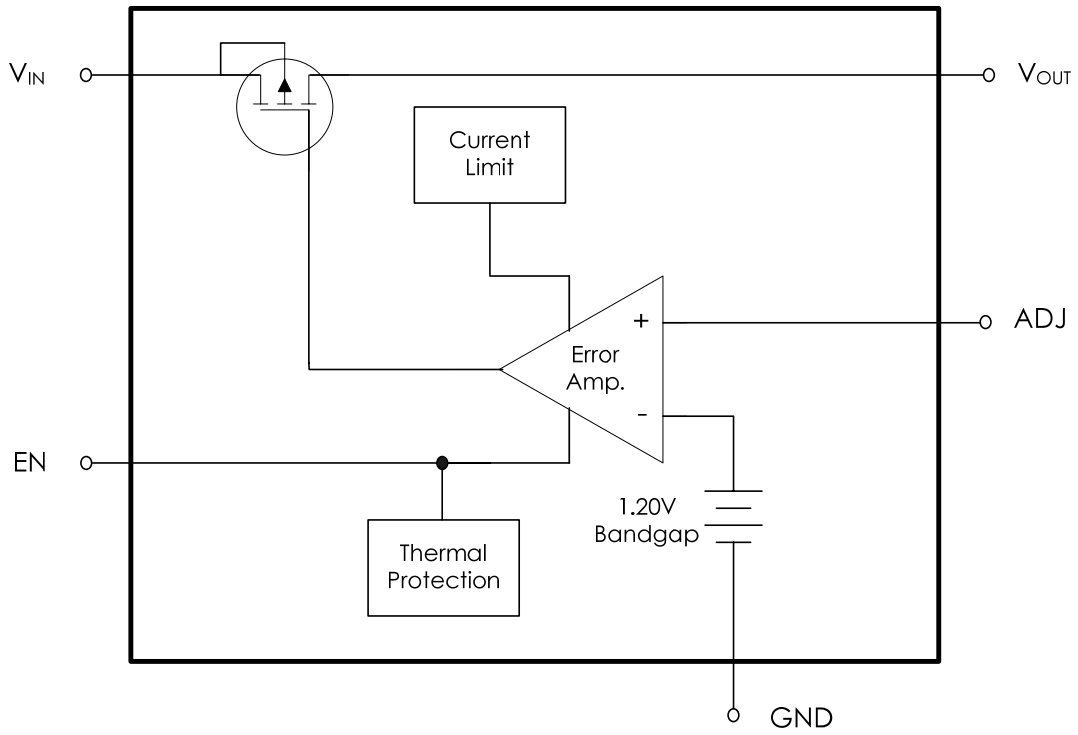 VIN
VOUT
Current
Limit
+
ADJ
Error
Amp.
-
EN
1.20V
Bandgap
Thermal
Protection
GND